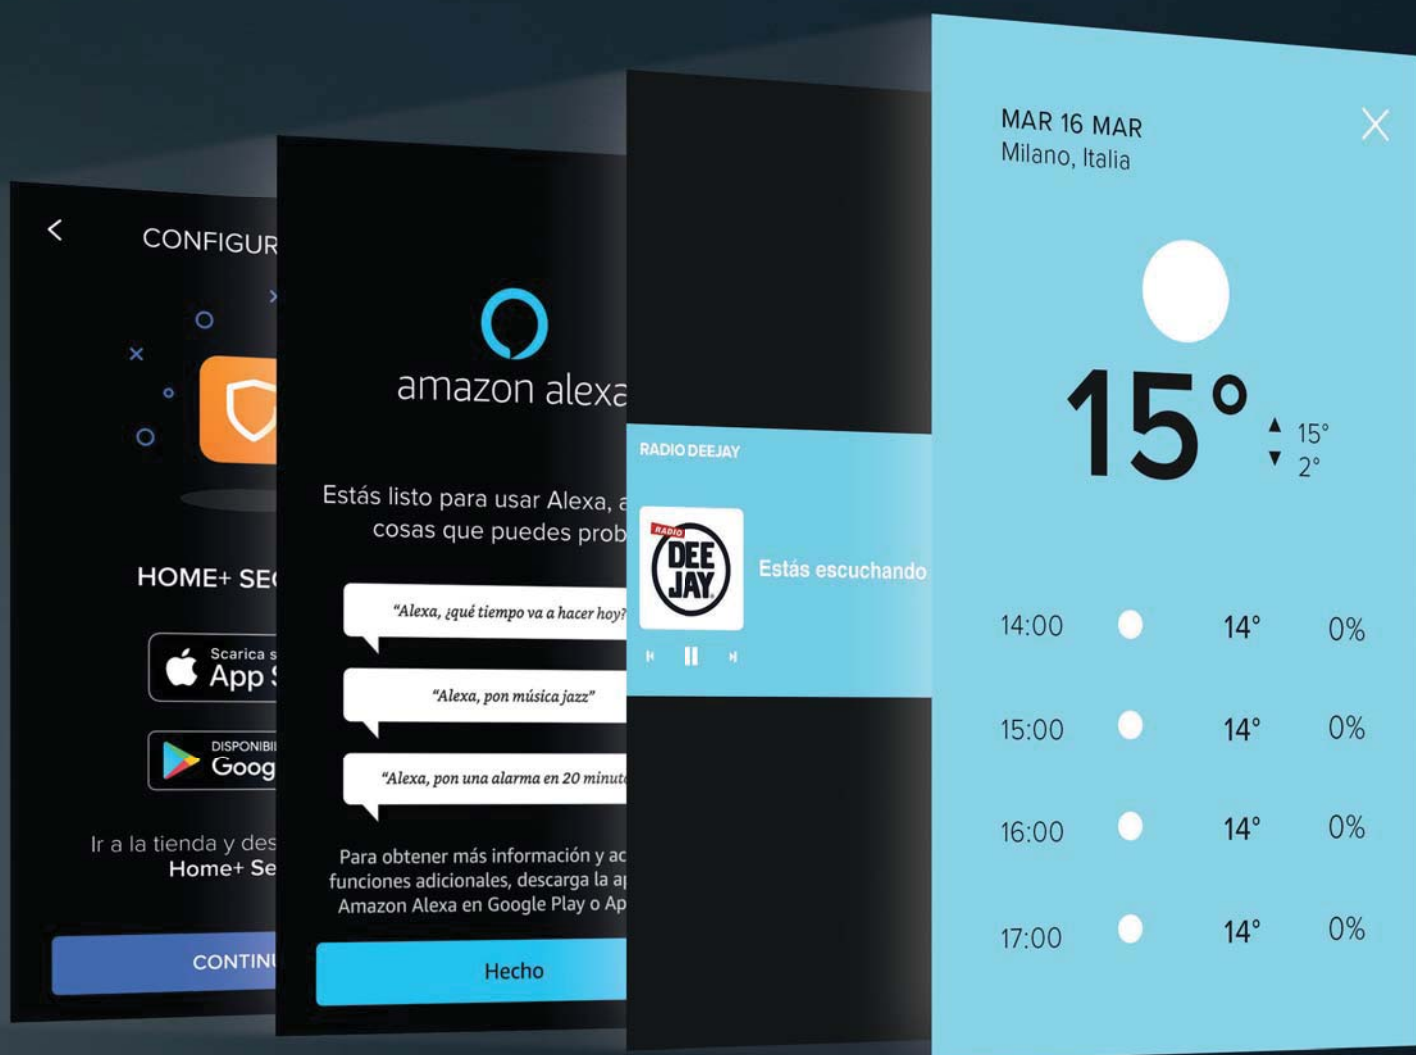 CONFIGUR
HOME+ SE
Scarica s
App
DISPONIBI
Goog
Ir a la tienda y des
Home+ Se
CONTIN
amazon alexa
Estás listo para usar Alexa, a
cosas que puedes prob
“Alexa, ¿qué tiempo va a hacer hoy?
“Alexa, pon música jazz”
“Alexa, pon una alarma en 20 minut
Para obtener más información y ac
funciones adicionales, descarga la a
Amazon Alexa en Google Play o Ap
Hecho
RADIO DEEJAY
RADIO
DEE
JAY
Estás escuchando
MAR 16 MAR
Milano, Italia
15°
▲ 15°
▼ 2°
14:00 14° 0%
15:00 14° 0%
16:00 14° 0%
17:00 14° 0%